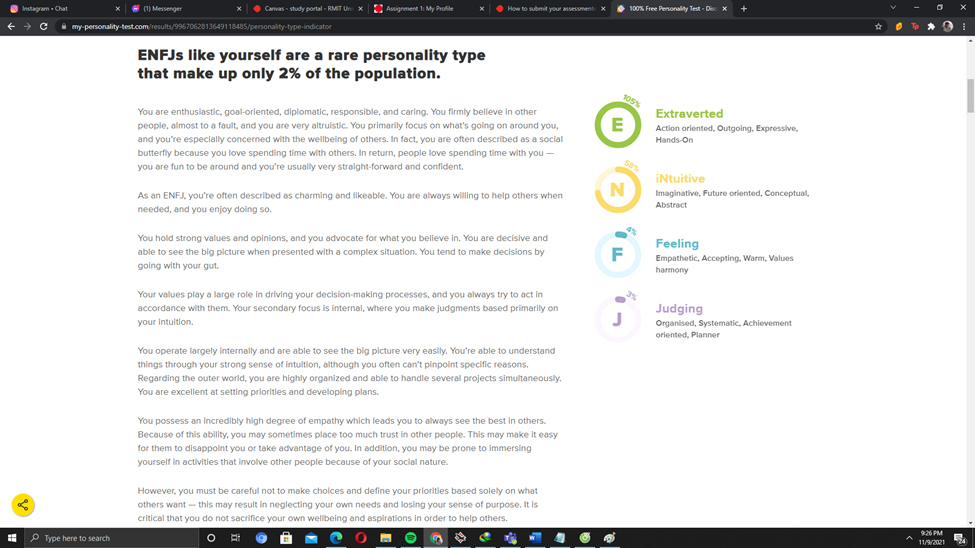 Instagram • Chat
(1) Messenger
Canvas - study portal - RMIT Un
Assignment 1: My Profile
How to submit your assessment
100% Free Personality Test - Dis
my-personality-test.com/results/9967062813649118485/personality-type-indicator
ENFJs like yourself are a rare personality type
that make up only 2% of the population.
You are enthusiastic, goal-oriented, diplomatic, responsible, and caring. You firmly believe in other
people, almost to a fault, and you are very altruistic. You primarily focus on what's going on around you,
and you're especially concerned with the wellbeing of others. In fact, you are often described as a social
butterfly because you love spending time with others. In return, people love spending time with you —
you are fun to be around and you're usually very straight-forward and confident.
As an ENFJ, you're often described as charming and likeable. You are always willing to help others when
needed, and you enjoy doing so.
You hold strong values and opinions, and you advocate for what you believe in. You are decisive and
able to see the big picture when presented with a complex situation. You tend to make decisions by
going with your gut.
Your values play a large role in driving your decision-making processes, and you always try to act in
accordance with them. Your secondary focus is internal, where you make judgments based primarily on
your intuition.
You operate largely internally and are able to see the big picture very easily. You're able to understand
things through your strong sense of intuition, although you often can't pinpoint specific reasons.
Regarding the outer world, you are highly organized and able to handle several projects simultaneously.
You are excellent at setting priorities and developing plans.
You possess an incredibly high degree of empathy which leads you to always see the best in others.
Because of this ability, you may sometimes place too much trust in other people. This may make it easy
for them to disappoint you or take advantage of you. In addition, you may be prone to immersing
yourself in activities that involve other people because of your social nature.
However, you must be careful not to make choices and define your priorities based solely on what
others want — this may result in neglecting your own needs and losing your sense of purpose. It is
critical that you do not sacrifice your own wellbeing and aspirations in order to help others.
105%
E
Extraverted
Action oriented, Outgoing, Expressive,
Hands-On
58%
N
iNtuitive
Imaginative, Future oriented, Conceptual,
Abstract
4%
F
Feeling
Empathetic, Accepting, Warm, Values
harmony
3%
J
Judging
Organised, Systematic, Achievement
oriented, Planner
Type here to search
9:26 PM
11/9/2021
24